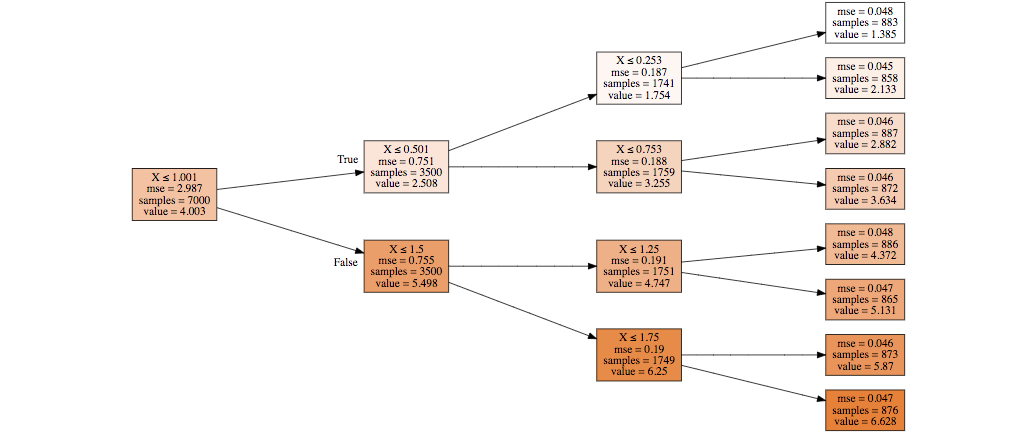 X ≤ 1.001
mse = 2.987
samples = 7000
value = 4.003
True
False
X ≤ 0.501
mse = 0.751
samples = 3500
value = 2.508
X ≤ 1.5
mse = 0.755
samples = 3500
value = 5.498
X ≤ 0.253
mse = 0.187
samples = 1741
value = 1.754
X ≤ 0.753
mse = 0.188
samples = 1759
value = 3.255
X ≤ 1.25
mse = 0.191
samples = 1751
value = 4.747
X ≤ 1.75
mse = 0.19
samples = 1749
value = 6.25
mse = 0.048
samples = 883
value = 1.385
mse = 0.045
samples = 858
value = 2.133
mse = 0.046
samples = 887
value = 2.882
mse = 0.046
samples = 872
value = 3.634
mse = 0.048
samples = 886
value = 4.372
mse = 0.047
samples = 865
value = 5.131
mse = 0.046
samples = 873
value = 5.87
mse = 0.047
samples = 876
value = 6.628